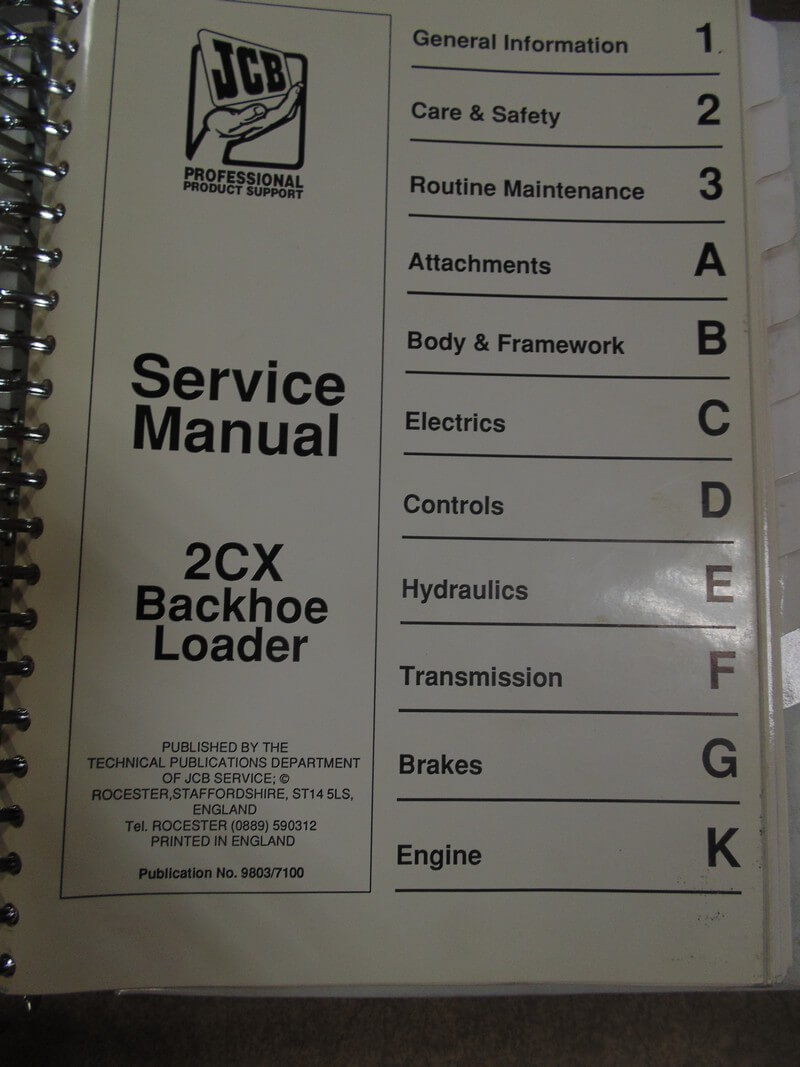 JCB
PROFESSIONAL
PRODUCT SUPPORT
Service
Manual
2CX
Backhoe
Loader
PUBLISHED BY THE
TECHNICAL PUBLICATIONS DEPARTMENT
OF JCB SERVICE; ©
ROCESTER,STAFFORDSHIRE, ST14 5LS,
ENGLAND
Tel. ROCESTER (0889) 590312
PRINTED IN ENGLAND
Publication No. 9803/7100
General Information 1
Care & Safety 2
Routine Maintenance 3
Attachments A
Body & Framework B
Electrics C
Controls D
Hydraulics E
Transmission F
Brakes G
Engine K